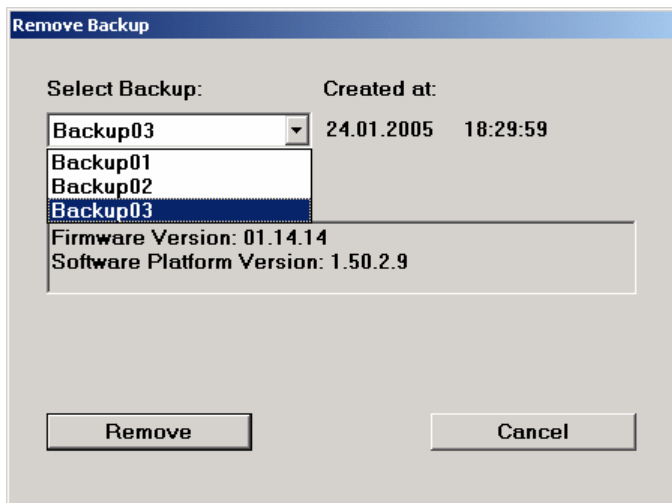 Remove Backup
Select Backup: Created at:
Backup03 24.01.2005 18:29:59
Backup01
Backup02
Backup03
Firmware Version: 01.14.14
Software Platform Version: 1.50.2.9
Remove Cancel